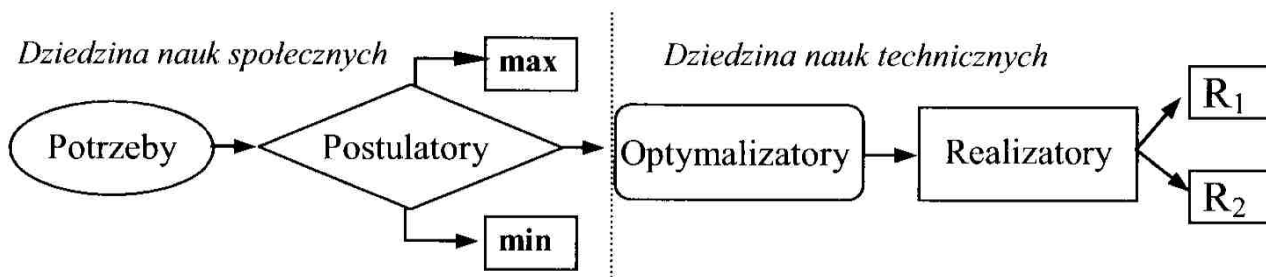 Dziedzina nauk społecznych
max
Dziedzina nauk technicznych
Potrzeby
Postulatory
Optymalizatory
Realizatory
R₁
R₂
min